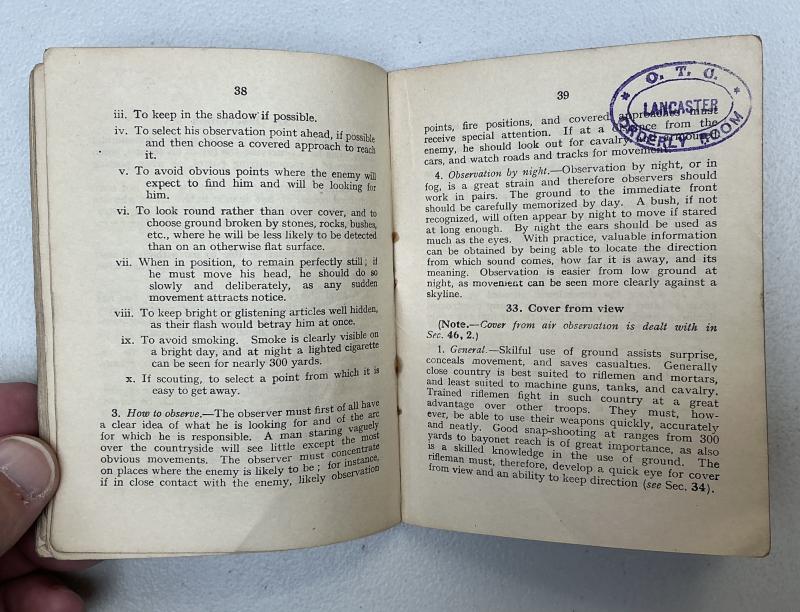 38
iii. To keep in the shadow if possible.
iv. To select his observation point ahead, if possible
and then choose a covered approach to reach
it.
v. To avoid obvious points where the enemy will
expect to find him and will be looking for
him.
vi. To look round rather than over cover, and to
choose ground broken by stones, rocks, bushes,
etc., where he will be less likely to be detected
than on an otherwise flat surface.
vii. When in position, to remain perfectly still; if
he must move his head, he should do so
slowly and deliberately, as any sudden
movement attracts notice.
viii. To keep bright or glistening articles well hidden,
as their flash would betray him at once.
ix. To avoid smoking. Smoke is clearly visible on
a bright day, and at night a lighted cigarette
can be seen for nearly 300 yards.
x. If scouting, to select a point from which it is
easy to get away.
3. How to observe.—The observer must first of all have
a clear idea of what he is looking for and of the arc
for which he is responsible. A man staring vaguely
over the countryside will see little except the most
obvious movements. The observer must concentrate
on places where the enemy is likely to be; for instance,
if in close contact with the enemy, likely observation
39
O. T. C.
LANCASTER
ORDERLY ROOM
points, fire positions, and covered approaches must
receive special attention. If at a distance from the
enemy, he should look out for cavalry armoured
cars, and watch roads and tracks for movement.
4. Observation by night.—Observation by night, or in
fog, is a great strain and therefore observers should
work in pairs. The ground to the immediate front
should be carefully memorized by day. A bush, if not
recognized, will often appear by night to move if stared
at long enough. By night the ears should be used as
much as the eyes. With practice, valuable information
can be obtained by being able to locate the direction
from which sound comes, how far it is away, and its
meaning. Observation is easier from low ground at
night, as movement can be seen more clearly against a
skyline.
33. Cover from view
(Note.—Cover from air observation is dealt with in
Sec. 46, 2.)
1. General.—Skilful use of ground assists surprise,
conceals movement, and saves casualties. Generally
close country is best suited to riflemen and mortars,
and least suited to machine guns, tanks, and cavalry.
Trained riflemen fight in such country at a great
advantage over other troops. They must, how-
ever, be able to use their weapons quickly, accurately
and neatly. Good snap-shooting at ranges from 300
yards to bayonet reach is of great importance, as also
is a skilled knowledge in the use of ground. The
rifleman must, therefore, develop a quick eye for cover
from view and an ability to keep direction (see Sec. 34).